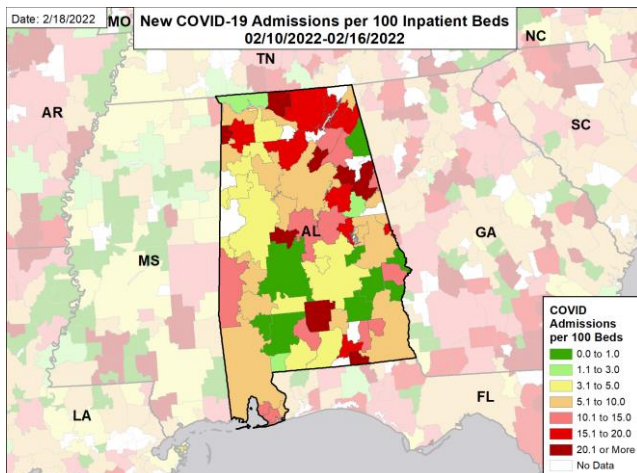 Date: 2/18/2022
New COVID-19 Admissions per 100 Inpatient Beds
02/10/2022-02/16/2022
MO
NC
TN
AR
SC
AL
MS
GA
LA
FL
COVID
Admissions
per 100 Beds
0.0 to 1.0
1.1 to 3.0
3.1 to 5.0
5.1 to 10.0
10.1 to 15.0
15.1 to 20.0
20.1 or More
No Data